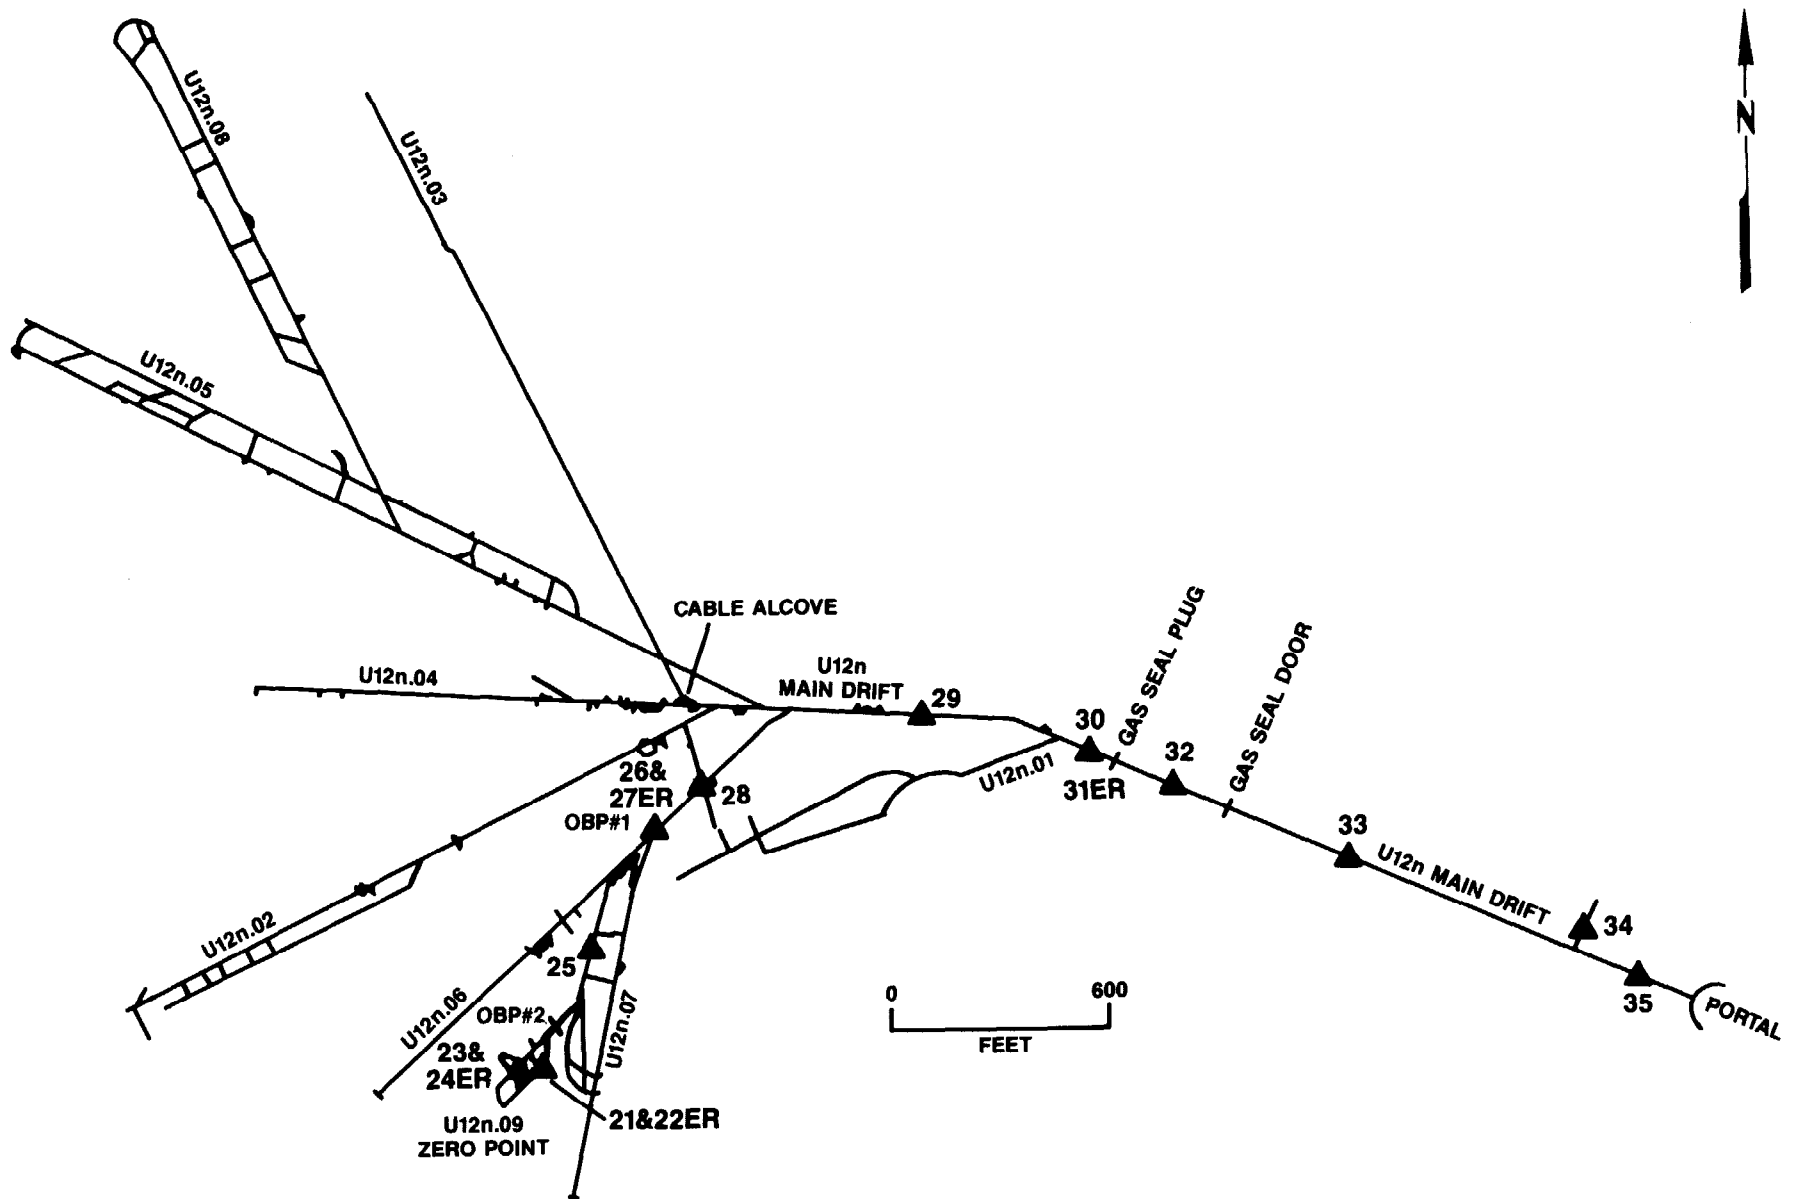 U12n.08
U12n.03
N
U12n.05
CABLE ALCOVE
U12n.04
U12n
MAIN DRIFT
29
30
31ER
GAS SEAL PLUG
32
GAS SEAL DOOR
U12n.01
26&
27ER
28
OBP#1
33
U12n MAIN DRIFT
34
35
PORTAL
U12n.02
25
U12n.06
OBP#2
U12n.07
23&
24ER
21&22ER
U12n.09
ZERO POINT
0
600
FEET